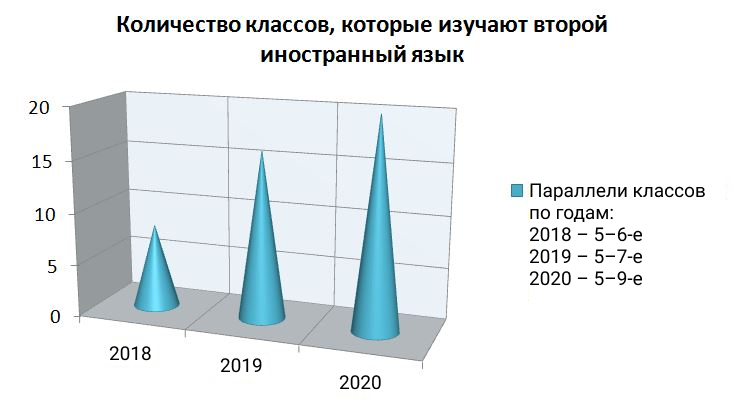 Количество классов, которые изучают второй
иностранный язык
20
15
10
5
0
2018
2019
2020
Параллели классов
по годам:
2018 – 5–6-е
2019 – 5–7-е
2020 – 5–9-е